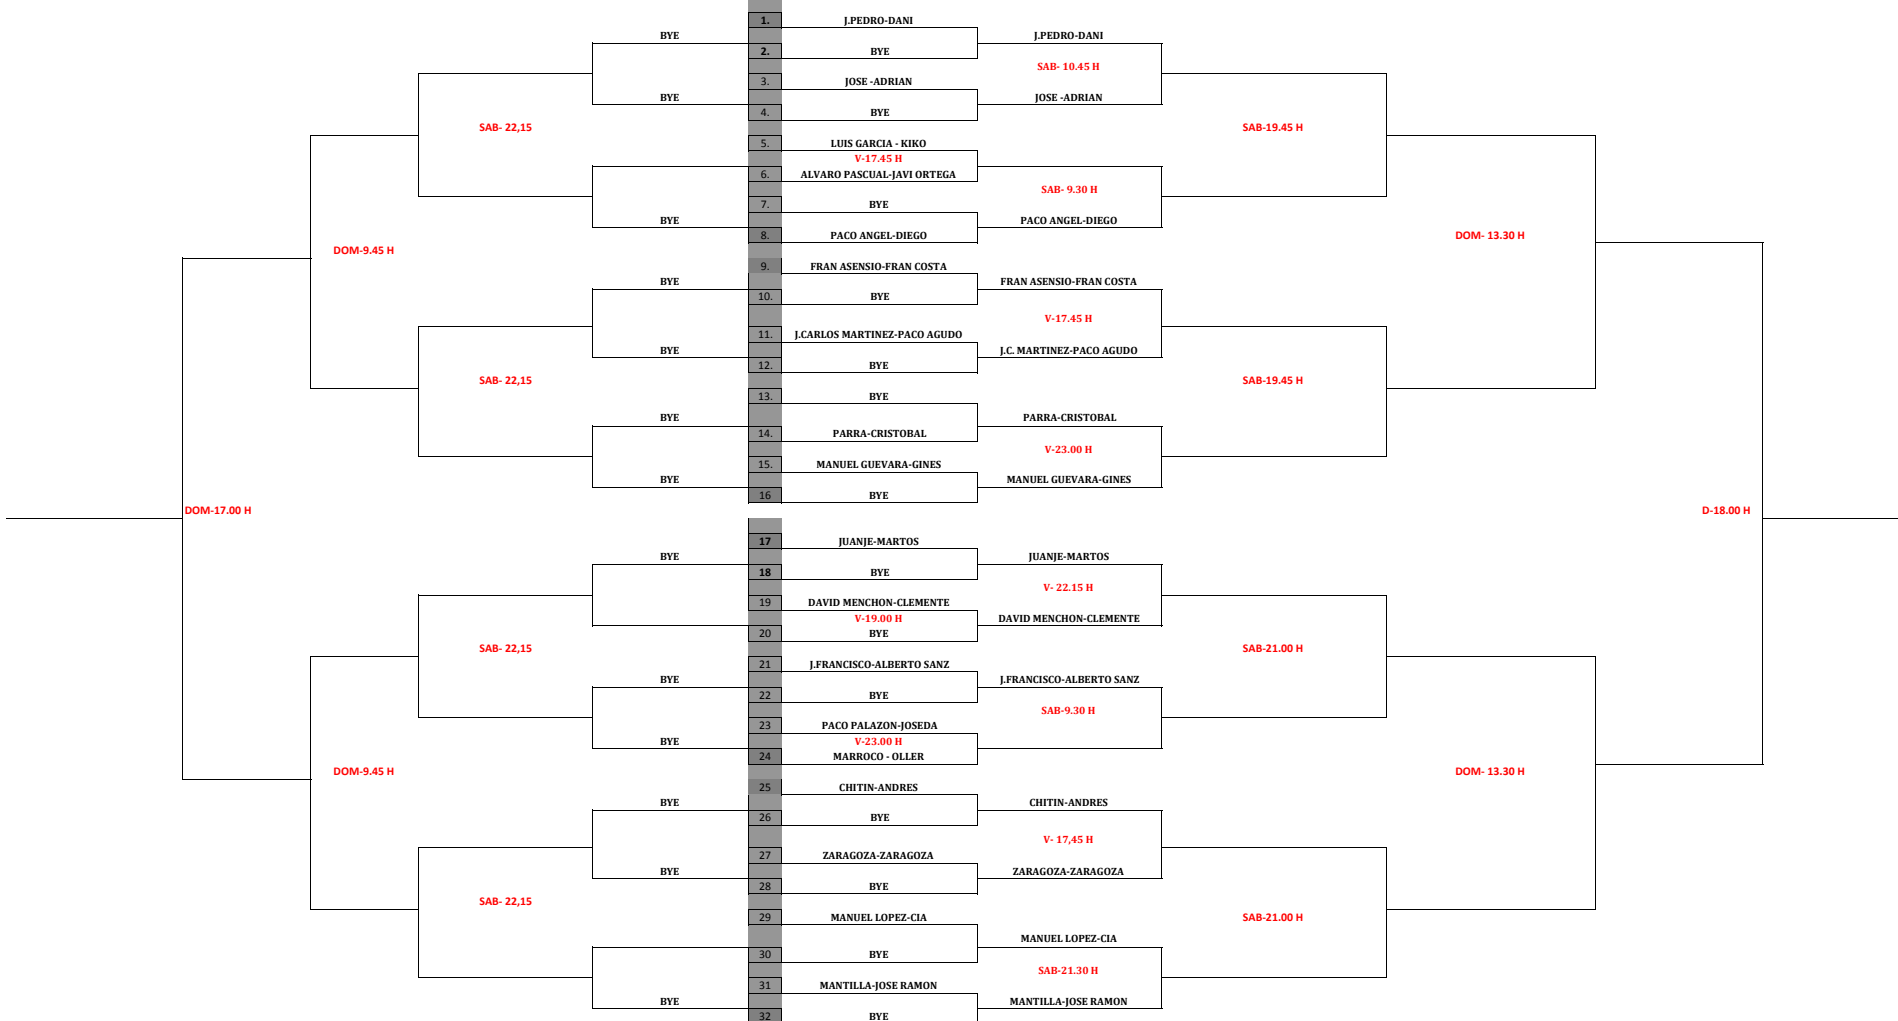 1. J.PEDRO-DANI
BYE J.PEDRO-DANI
2. BYE
SAB- 10.45 H
3. JOSE -ADRIAN
BYE JOSE -ADRIAN
4. BYE
SAB- 22,15 SAB-19.45 H
5. LUIS GARCIA - KIKO
V-17.45 H
6. ALVARO PASCUAL-JAVI ORTEGA
SAB- 9.30 H
7. BYE
BYE PACO ANGEL-DIEGO
8. PACO ANGEL-DIEGO DOM- 13.30 H
DOM-9.45 H
9. FRAN ASENSIO-FRAN COSTA
BYE FRAN ASENSIO-FRAN COSTA
10. BYE
V-17.45 H
11. J.CARLOS MARTINEZ-PACO AGUDO
BYE J.C. MARTINEZ-PACO AGUDO
12. BYE
SAB- 22,15 SAB-19.45 H
13. BYE
BYE PARRA-CRISTOBAL
14. PARRA-CRISTOBAL
V-23.00 H
15. MANUEL GUEVARA-GINES
BYE MANUEL GUEVARA-GINES
16 BYE
DOM-17.00 H D-18.00 H
17 JUANJE-MARTOS
BYE JUANJE-MARTOS
18 BYE
V- 22.15 H
19 DAVID MENCHON-CLEMENTE
V-19.00 H DAVID MENCHON-CLEMENTE
20 BYE
SAB- 22,15 SAB-21.00 H
21 J.FRANCISCO-ALBERTO SANZ
BYE J.FRANCISCO-ALBERTO SANZ
22 BYE
SAB-9.30 H
23 PACO PALAZON-JOSEDA
BYE V-23.00 H
24 MARROCO - OLLER
DOM-9.45 H DOM- 13.30 H
25 CHITIN-ANDRES
BYE CHITIN-ANDRES
26 BYE
V- 17,45 H
27 ZARAGOZA-ZARAGOZA
BYE ZARAGOZA-ZARAGOZA
28 BYE
SAB- 22,15
29 MANUEL LOPEZ-CIA SAB-21.00 H
MANUEL LOPEZ-CIA
30 BYE
SAB-21.30 H
31 MANTILLA-JOSE RAMON
BYE MANTILLA-JOSE RAMON
32 BYE